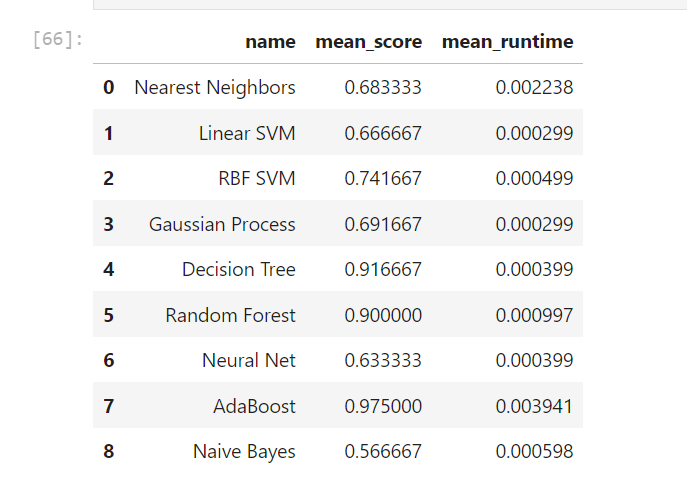 [66]:
name mean_score mean_runtime
0 Nearest Neighbors 0.683333 0.002238
1 Linear SVM 0.666667 0.000299
2 RBF SVM 0.741667 0.000499
3 Gaussian Process 0.691667 0.000299
4 Decision Tree 0.916667 0.000399
5 Random Forest 0.900000 0.000997
6 Neural Net 0.633333 0.000399
7 AdaBoost 0.975000 0.003941
8 Naive Bayes 0.566667 0.000598